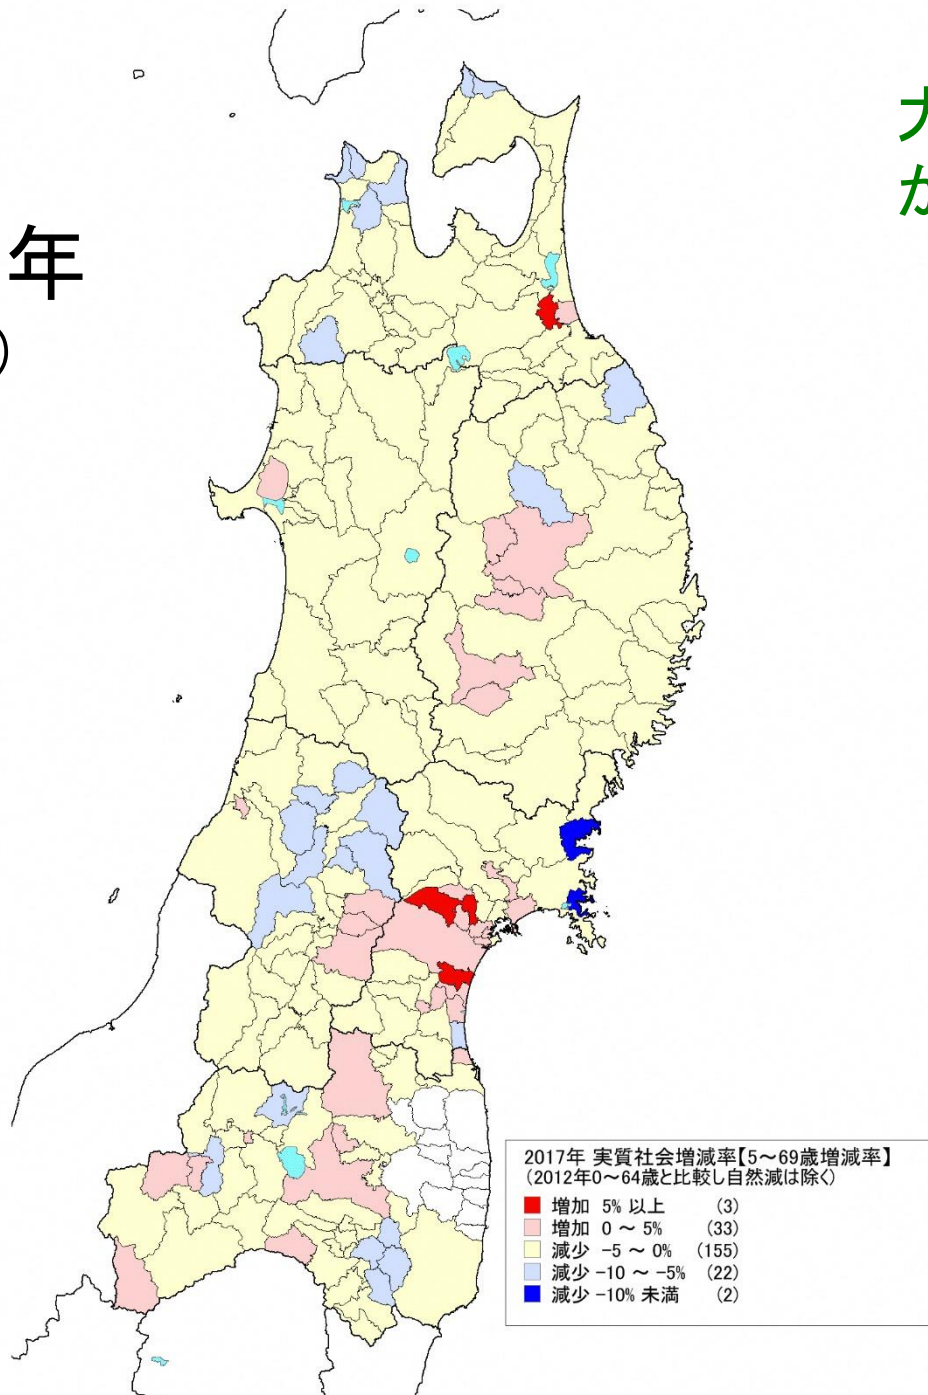 年
)
か
2017年 実質社会増減率【5～69歳増減率】
(2012年0～64歳と比較し自然減は除く)
増加 5% 以上 (3)
増加 0 ～ 5% (33)
減少 -5 ～ 0% (155)
減少 -10 ～ -5% (22)
減少 -10% 未満 (2)